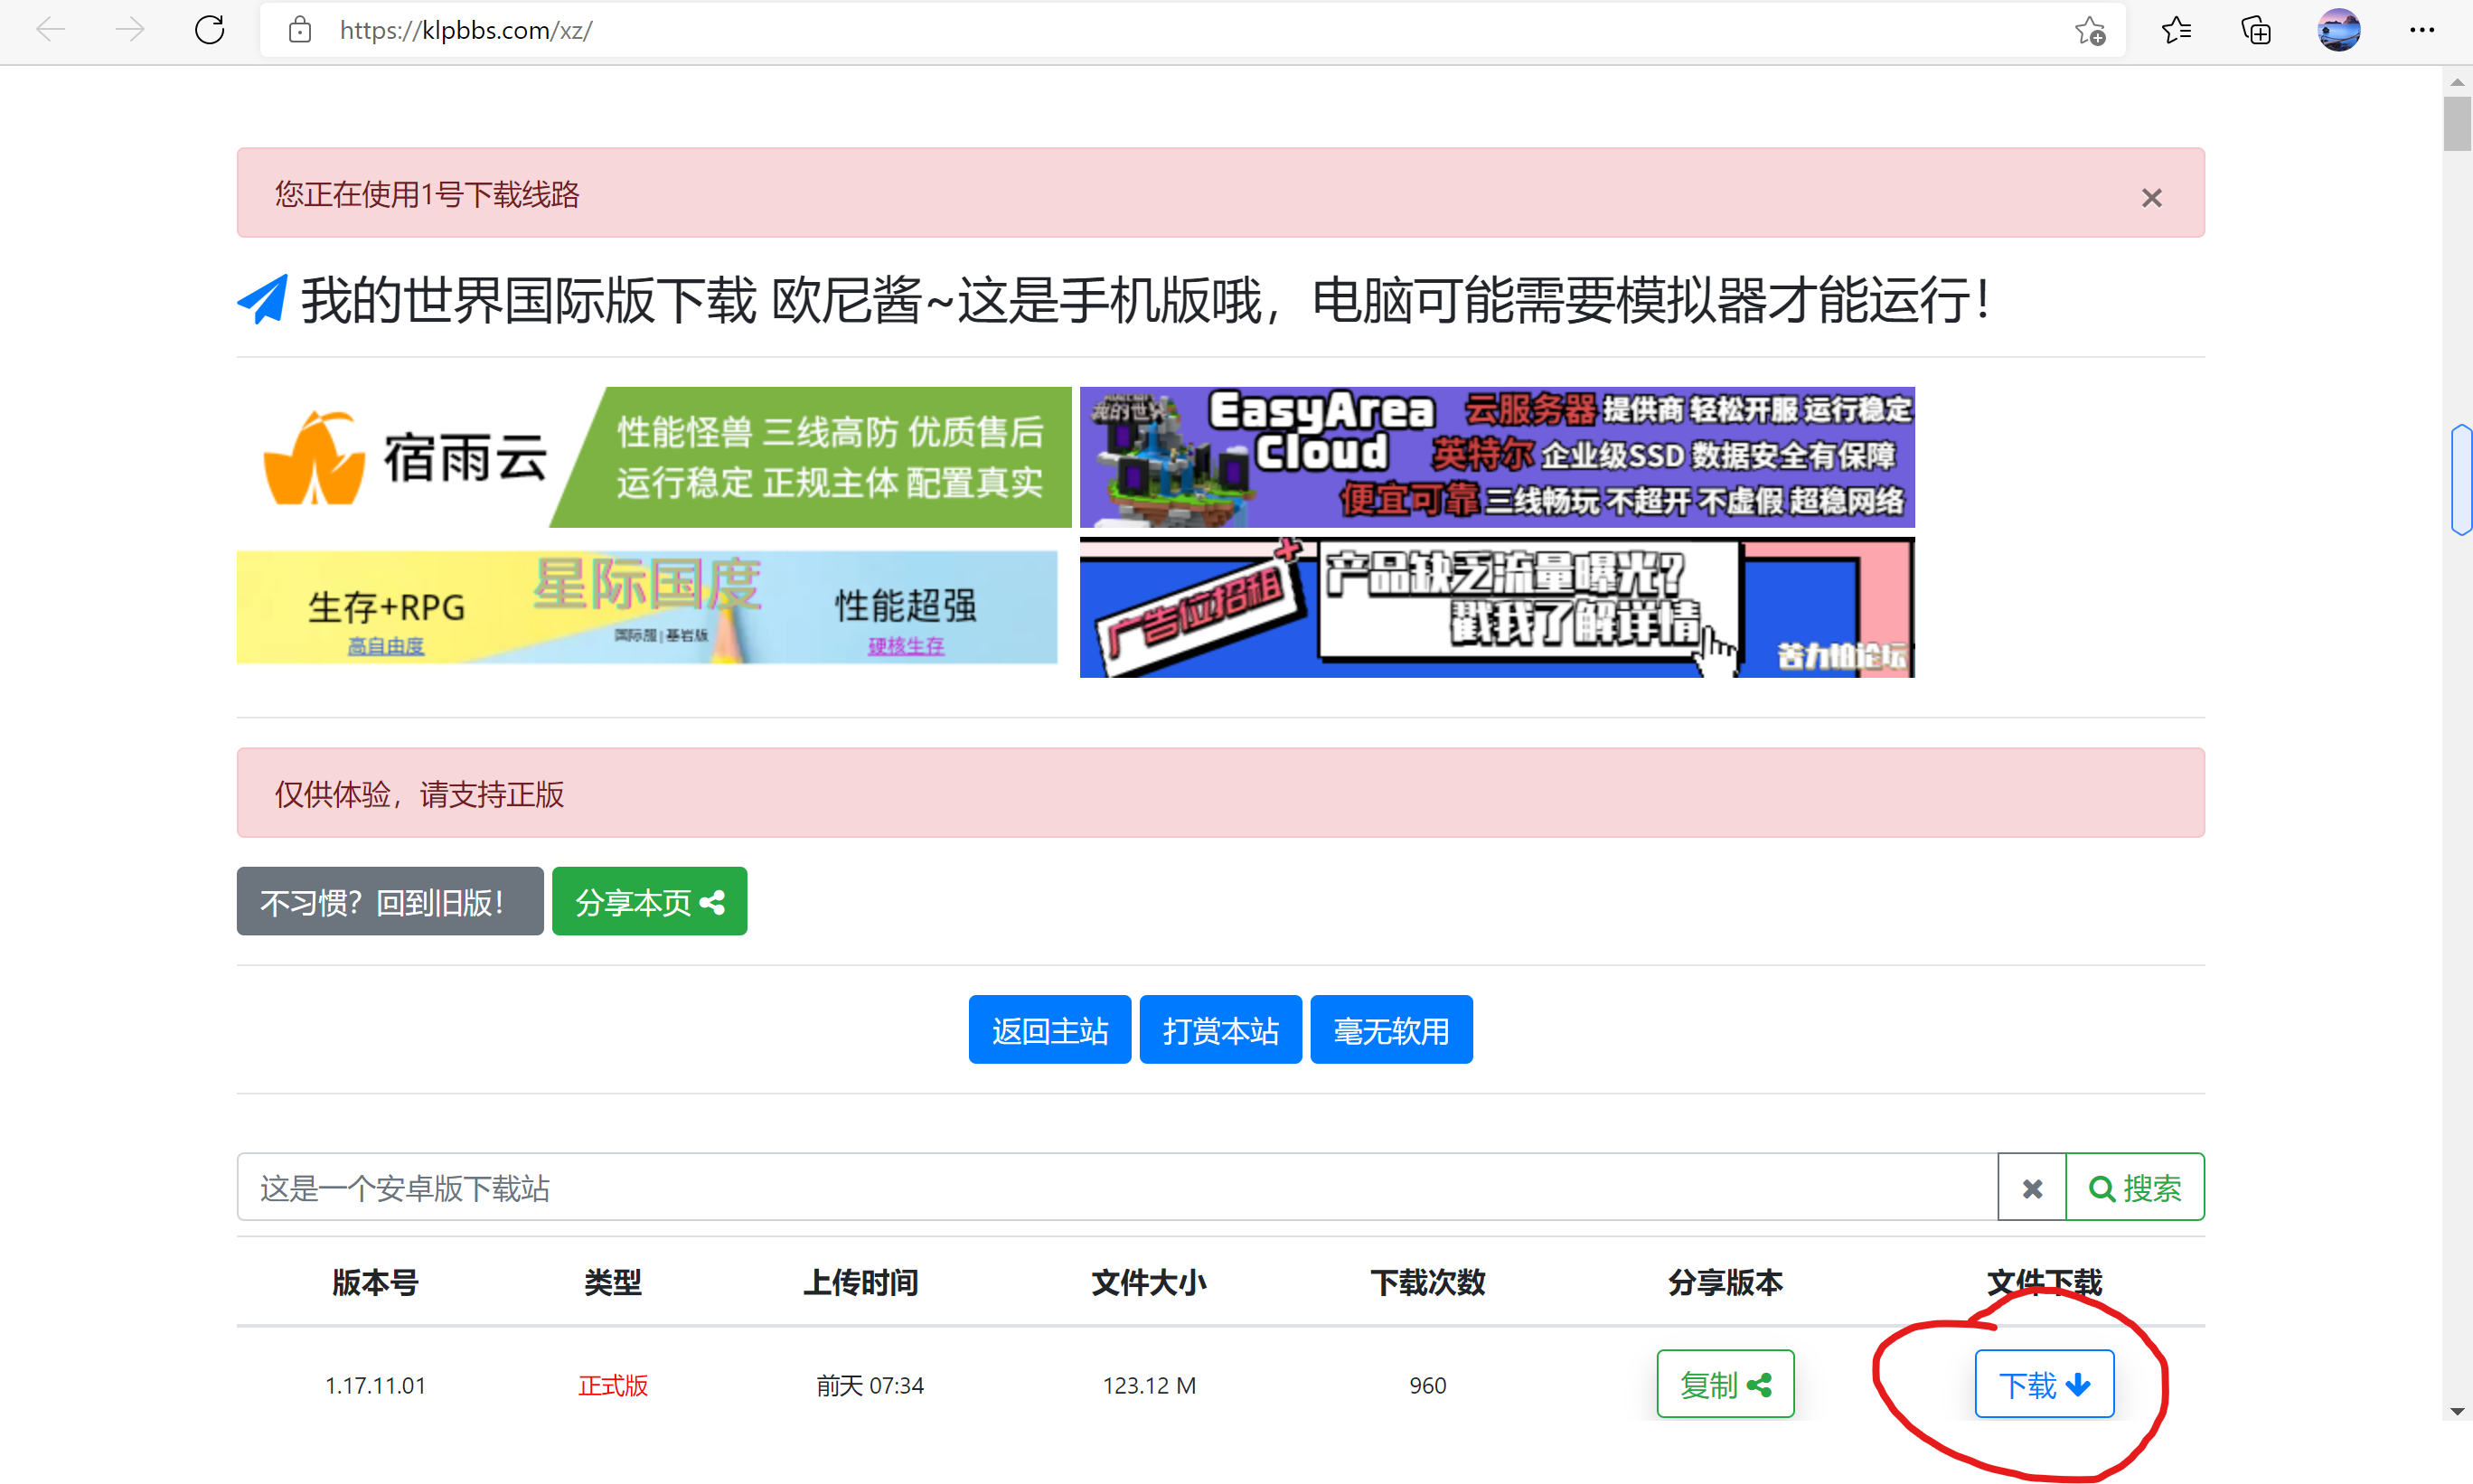 https://klpbbs.com/xz/
您正在使用1号下载线路
我的世界国际版下载 欧尼酱~这是手机版哦，电脑可能需要模拟器才能运行！
宿雨云
性能怪兽 三线高防 优质售后
运行稳定 正规主体 配置真实
我的世界
EasyArea
Cloud
云服务器 提供商 轻松开服 运行稳定
英特尔 企业级SSD 数据安全有保障
便宜可靠 三线畅玩 不超开 不虚假 超稳网络
生存+RPG
高自由度
星际国度
国际服 | 基岩版
性能超强
硬核生存
广告位招租
产品缺乏流量曝光?
戳我了解详情
苦力怕论坛
仅供体验，请支持正版
不习惯？回到旧版！
分享本页
返回主站 打赏本站 毫无软用
这是一个安卓版下载站
搜索
版本号 类型 上传时间 文件大小 下载次数 分享版本 文件下载
1.17.11.01 正式版 前天 07:34 123.12 M 960 复制 下载